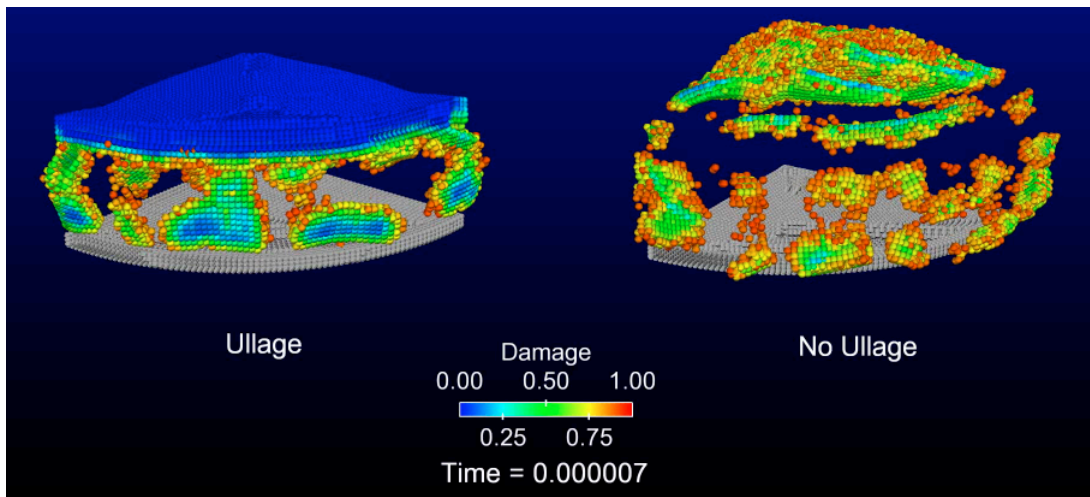 Ullage
No Ullage
Damage
0.00 0.50 1.00
0.25 0.75
Time = 0.000007